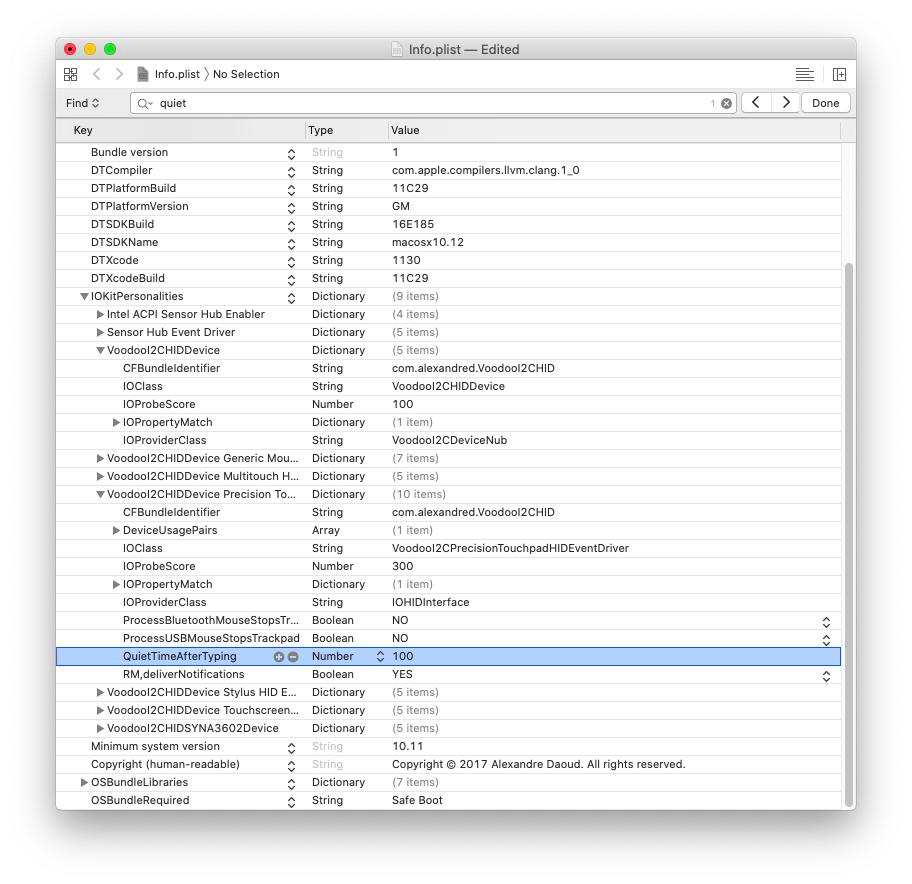 Info.plist — Edited
Info.plist No Selection
Find quiet 1 Done
Key Type Value
Bundle version String 1
DTCompiler String com.apple.compilers.llvm.clang.1_0
DTPlatformBuild String 11C29
DTPlatformVersion String GM
DTSDKBuild String 16E185
DTSDKName String macosx10.12
DTXcode String 1130
DTXcodeBuild String 11C29
IOKitPersonalities Dictionary (9 items)
Intel ACPI Sensor Hub Enabler Dictionary (4 items)
Sensor Hub Event Driver Dictionary (5 items)
VoodooI2CHIDDevice Dictionary (5 items)
CFBundleIdentifier String com.alexandred.VoodooI2CHID
IOClass String VoodooI2CHIDDevice
IOProbeScore Number 100
IOPropertyMatch Dictionary (1 item)
IOProviderClass String VoodooI2CDeviceNub
VoodooI2CHIDDevice Generic Mou... Dictionary (7 items)
VoodooI2CHIDDevice Multitouch H... Dictionary (5 items)
VoodooI2CHIDDevice Precision To... Dictionary (10 items)
CFBundleIdentifier String com.alexandred.VoodooI2CHID
DeviceUsagePairs Array (1 item)
IOClass String VoodooI2CPrecisionTouchpadHIDEventDriver
IOProbeScore Number 300
IOPropertyMatch Dictionary (1 item)
IOProviderClass String IOHIDInterface
ProcessBluetoothMouseStopsTr... Boolean NO
ProcessUSBMouseStopsTrackpad Boolean NO
QuietTimeAfterTyping Number 100
RM,deliverNotifications Boolean YES
VoodooI2CHIDDevice Stylus HID E... Dictionary (5 items)
VoodooI2CHIDDevice Touchscreen... Dictionary (5 items)
VoodooI2CHIDSYNA3602Device Dictionary (5 items)
Minimum system version String 10.11
Copyright (human-readable) String Copyright © 2017 Alexandre Daoud. All rights reserved.
OSBundleLibraries Dictionary (7 items)
OSBundleRequired String Safe Boot